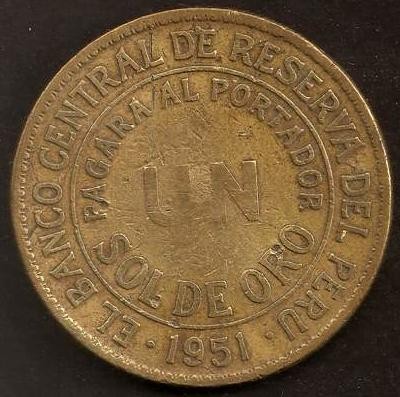 EL BANCO CENTRAL DE RESERVA DEL PERU
PAGARA AL PORTADOR
UN
SOL DE ORO
1951